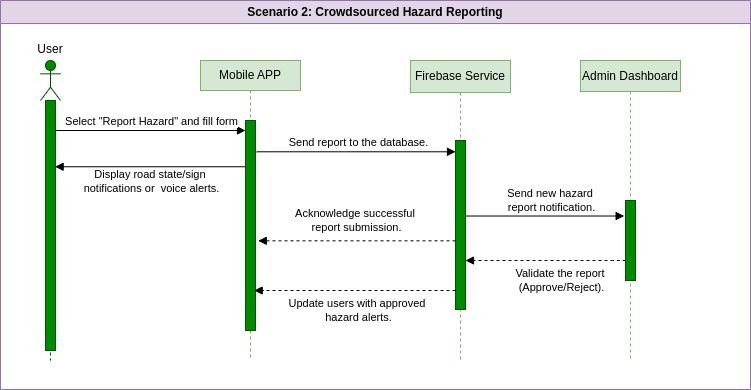 Scenario 2: Crowdsourced Hazard Reporting
User
Mobile APP
Firebase Service
Admin Dashboard
Select "Report Hazard" and fill form
Send report to the database.
Display road state/sign
notifications or voice alerts.
Send new hazard
report notification.
Acknowledge successful
report submission.
Validate the report
(Approve/Reject).
Update users with approved
hazard alerts.